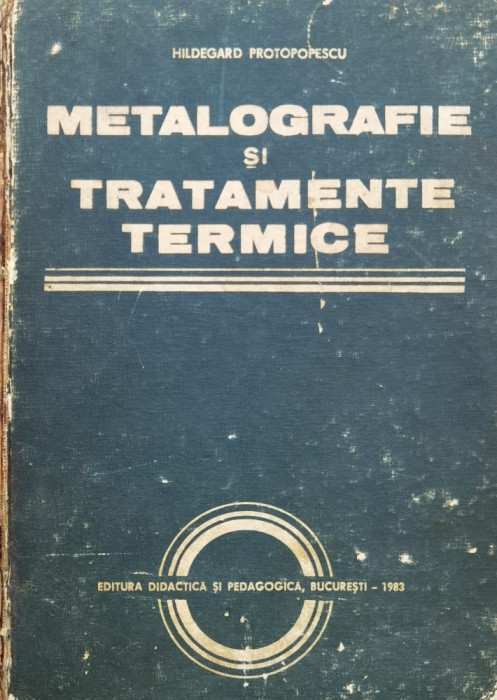 HILDEGARD PROTOPOPESCU
METALOGRAFIE
ȘI
TRATAMENTE
TERMICE
EDITURA DIDACTICĂ ȘI PEDAGOGICĂ, BUCUREȘTI – 1983